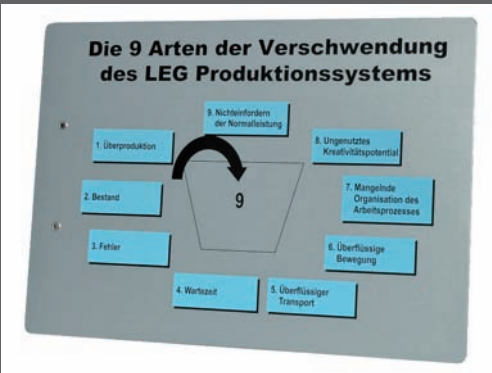 Die 9 Arten der Verschwendung
des LEG Produktionssystems
9. Nichteinfordern
der Normalleistung
1. Überproduktion
8. Ungenutztes
Kreativitätspotential
2. Bestand
9
7. Mangelnde
Organisation des
Arbeitsprozesses
3. Fehler
6. Überflüssige
Bewegung
4. Wartezeit
5. Überflüssiger
Transport